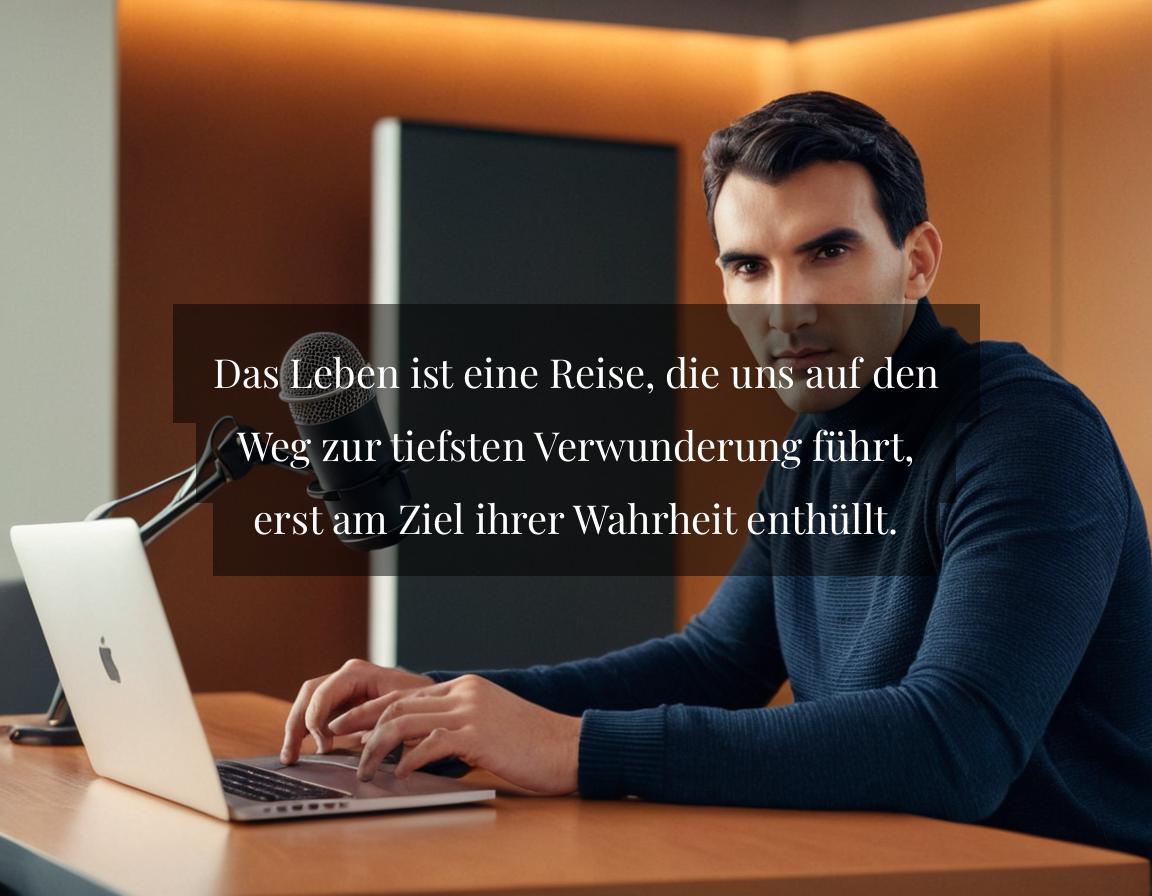 Das Leben ist eine Reise, die uns auf den
Weg zur tiefsten Verwunderung führt,
erst am Ziel ihrer Wahrheit enthüllt.